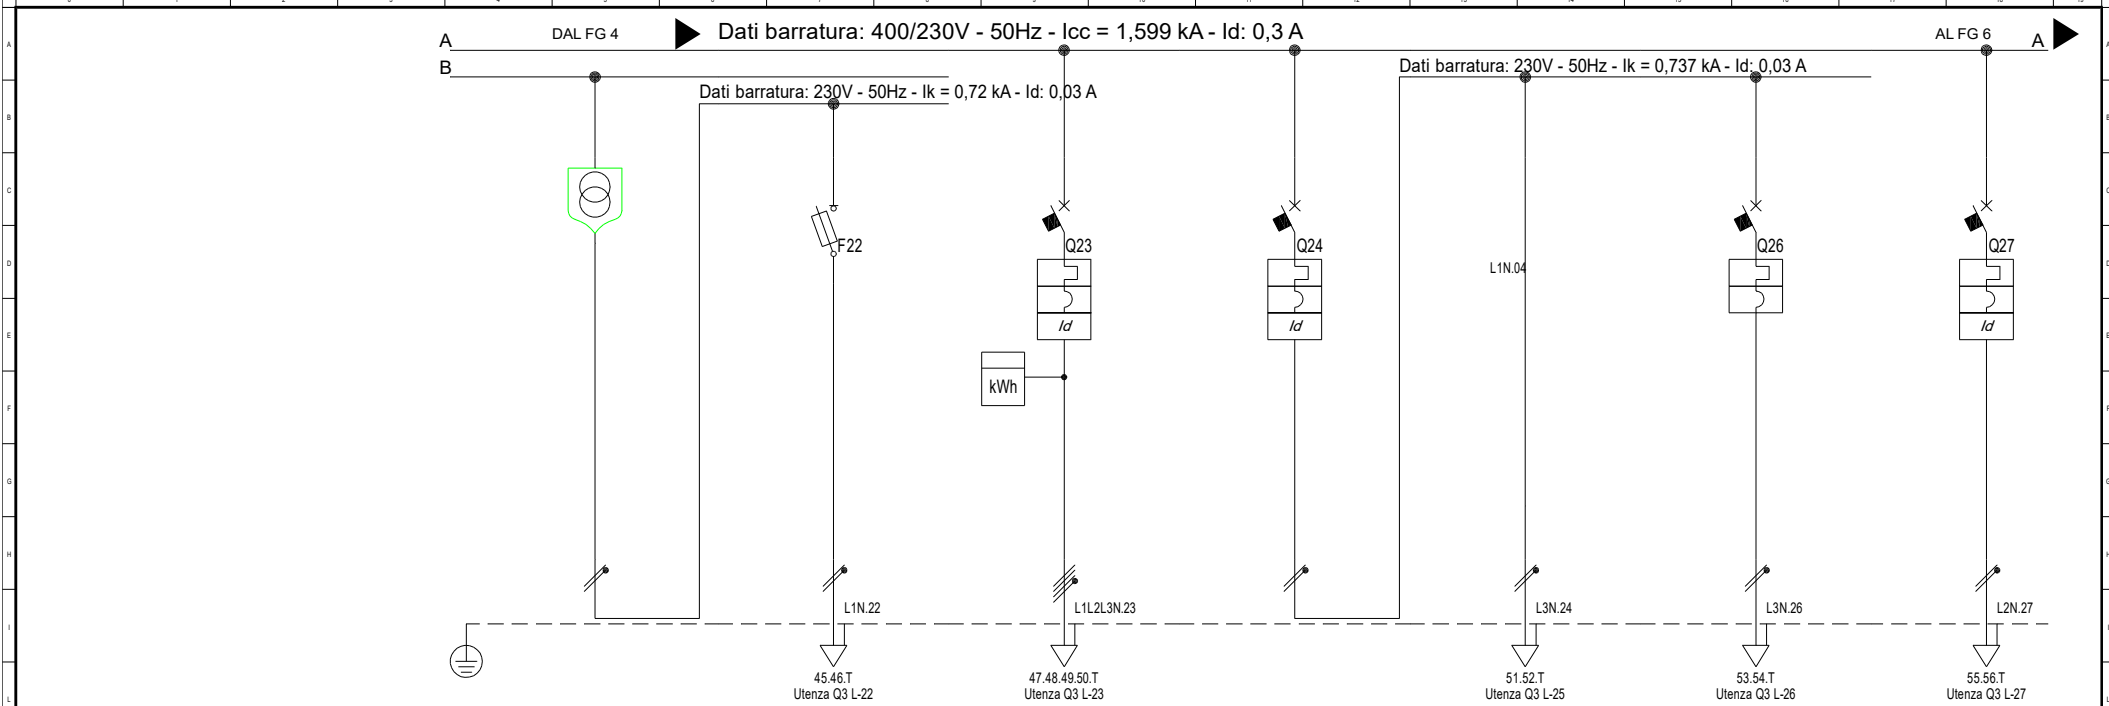 DAL FG 4
Dati barratura: 400/230V - 50Hz - Icc = 1,599 kA - Id: 0,3 A
AL FG 6
A
A
B
Dati barratura: 230V - 50Hz - Ik = 0,737 kA - Id: 0,03 A
Dati barratura: 230V - 50Hz - Ik = 0,72 kA - Id: 0,03 A
F22
Q23
Q24
Q26
Q27
L1N.04
Id
Id
Id
kWh
L1N.22
L1L2L3N.23
L3N.24
L3N.26
L2N.27
45.46.T
Utenza Q3 L-22
47.48.49.50.T
Utenza Q3 L-23
51.52.T
Utenza Q3 L-25
53.54.T
Utenza Q3 L-26
55.56.T
Utenza Q3 L-27
A
B
C
D
E
F
G
H
I
L